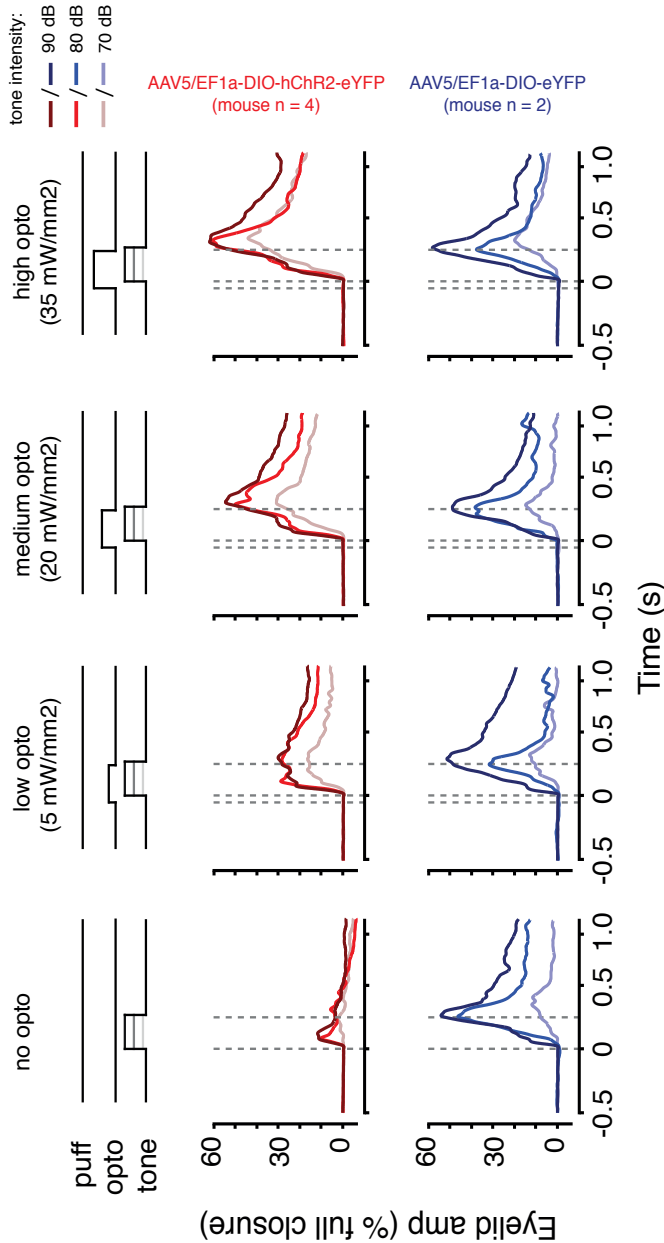 no opto
low opto
(5 mW/mm2)
medium opto
(20 mW/mm2)
high opto
(35 mW/mm2)
tone intensity:
/ 90 dB
/ 80 dB
/ 70 dB
puff
opto
tone
60
30
0
AAV5/EF1a-DIO-hChR2-eYFP
(mouse n = 4)
60
30
0
AAV5/EF1a-DIO-eYFP
(mouse n = 2)
Eyelid amp (% full closure)
-0.5 0 0.5 1.0
-0.5 0 0.5 1.0
-0.5 0 0.5 1.0
-0.5 0 0.5 1.0
Time (s)